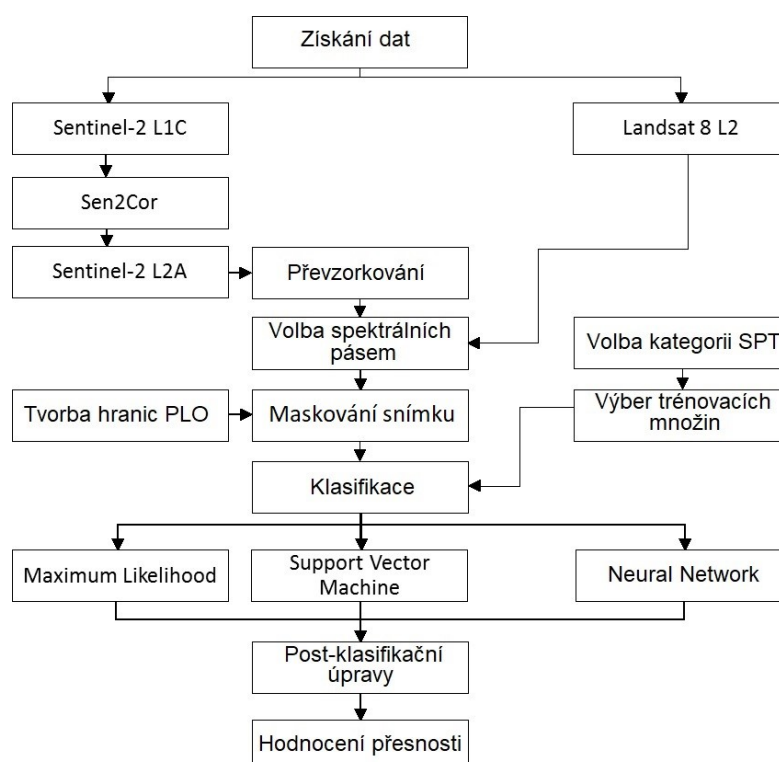 Získání dat
Sentinel-2 L1C
Landsat 8 L2
Sen2Cor
Sentinel-2 L2A
Převzorkování
Volba spektrálních
pásem
Volba kategorii SPT
Tvorba hranic PLO
Maskování snímku
Výber trénovacích
množin
Klasifikace
Maximum Likelihood
Support Vector
Machine
Neural Network
Post-klasifikační
úpravy
Hodnocení přesnosti